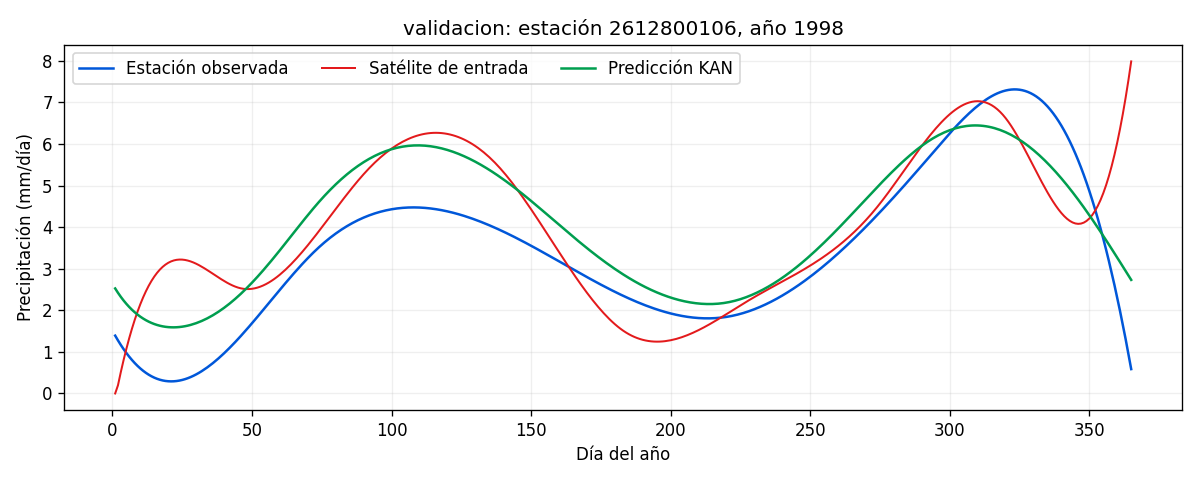 validacion: estación 2612800106, año 1998
Estación observada
Satélite de entrada
Predicción KAN
Precipitación (mm/día)
8
7
6
5
4
3
2
1
0
0 50 100 150 200 250 300 350
Día del año